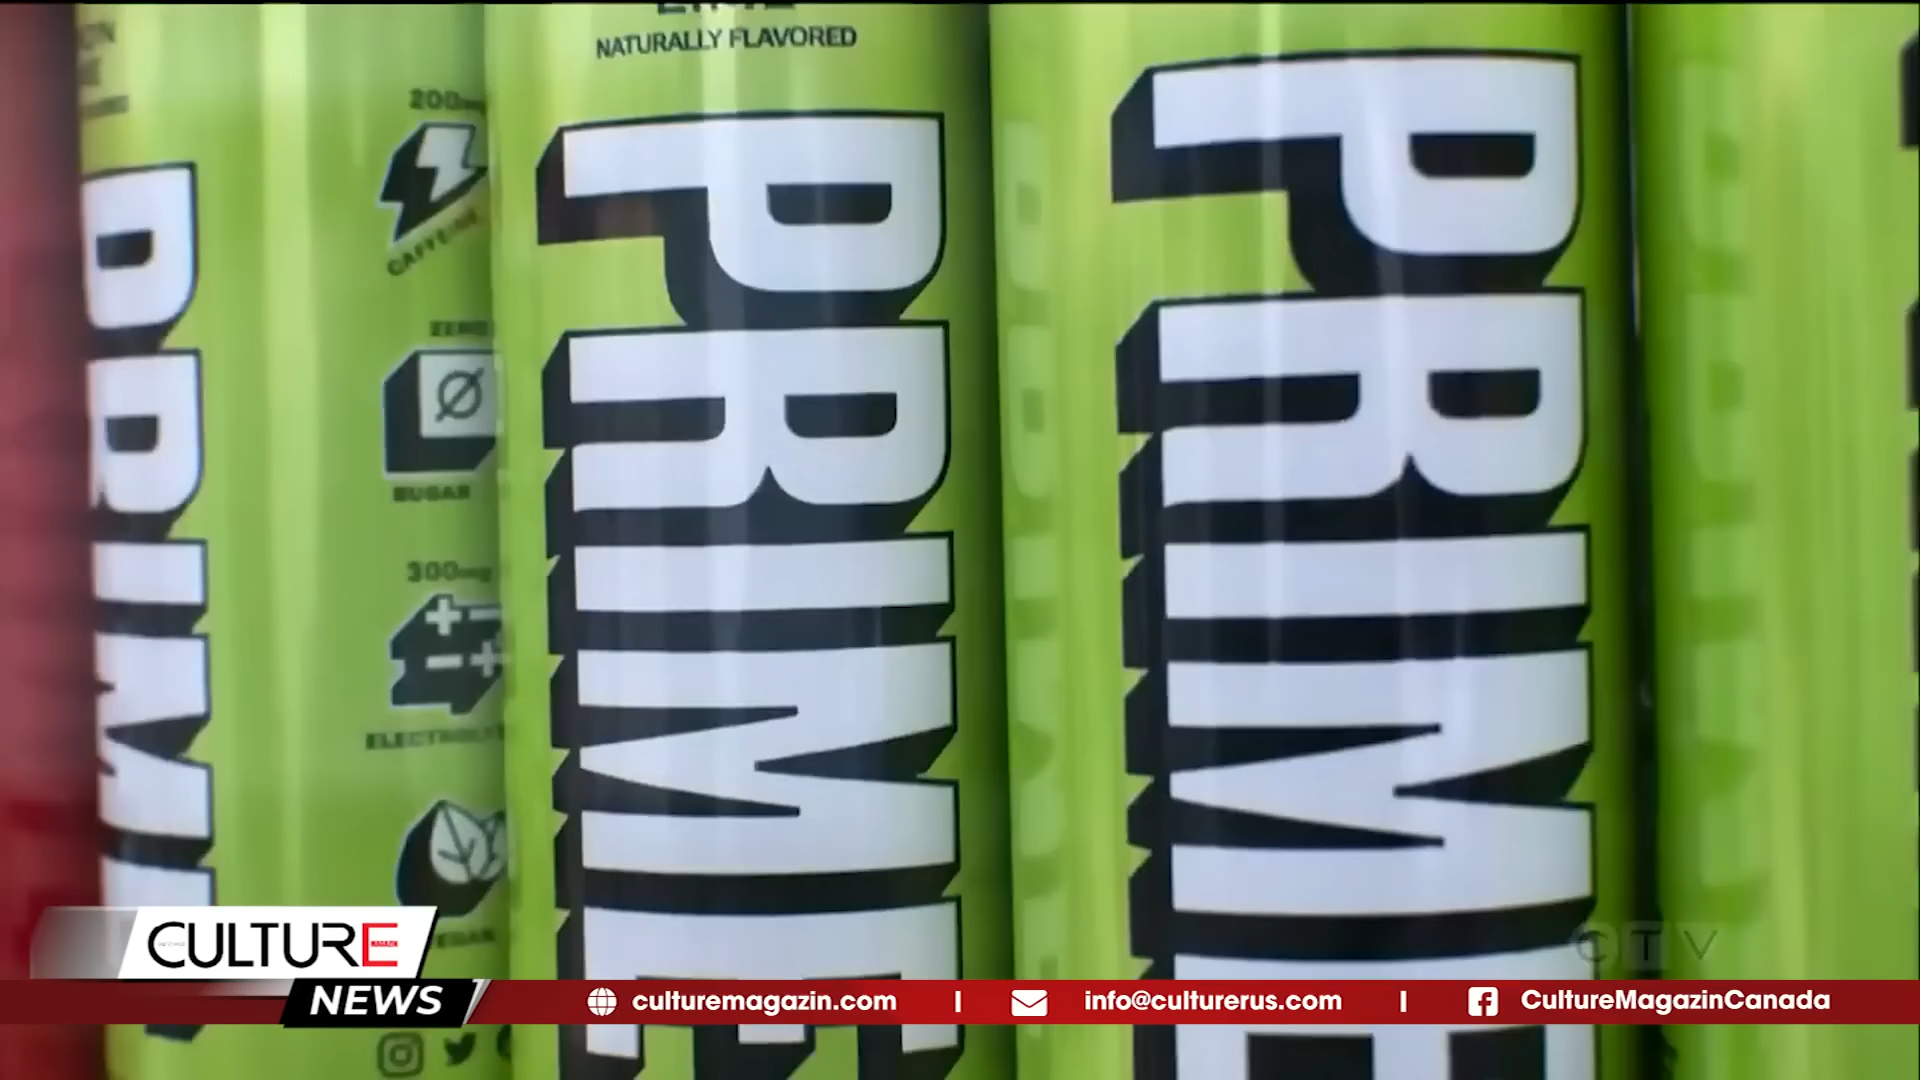 NATURALLY FLAVORED
200mg
CAFFEINE
ZERO
SUGAR
300mg
ELECTROLYTE
PRIME
PRIME
PRIME
CTV
CULTURE
MAGAZIN
NEWS
culturemagazin.com | info@culturerus.com | CultureMagazinCanada